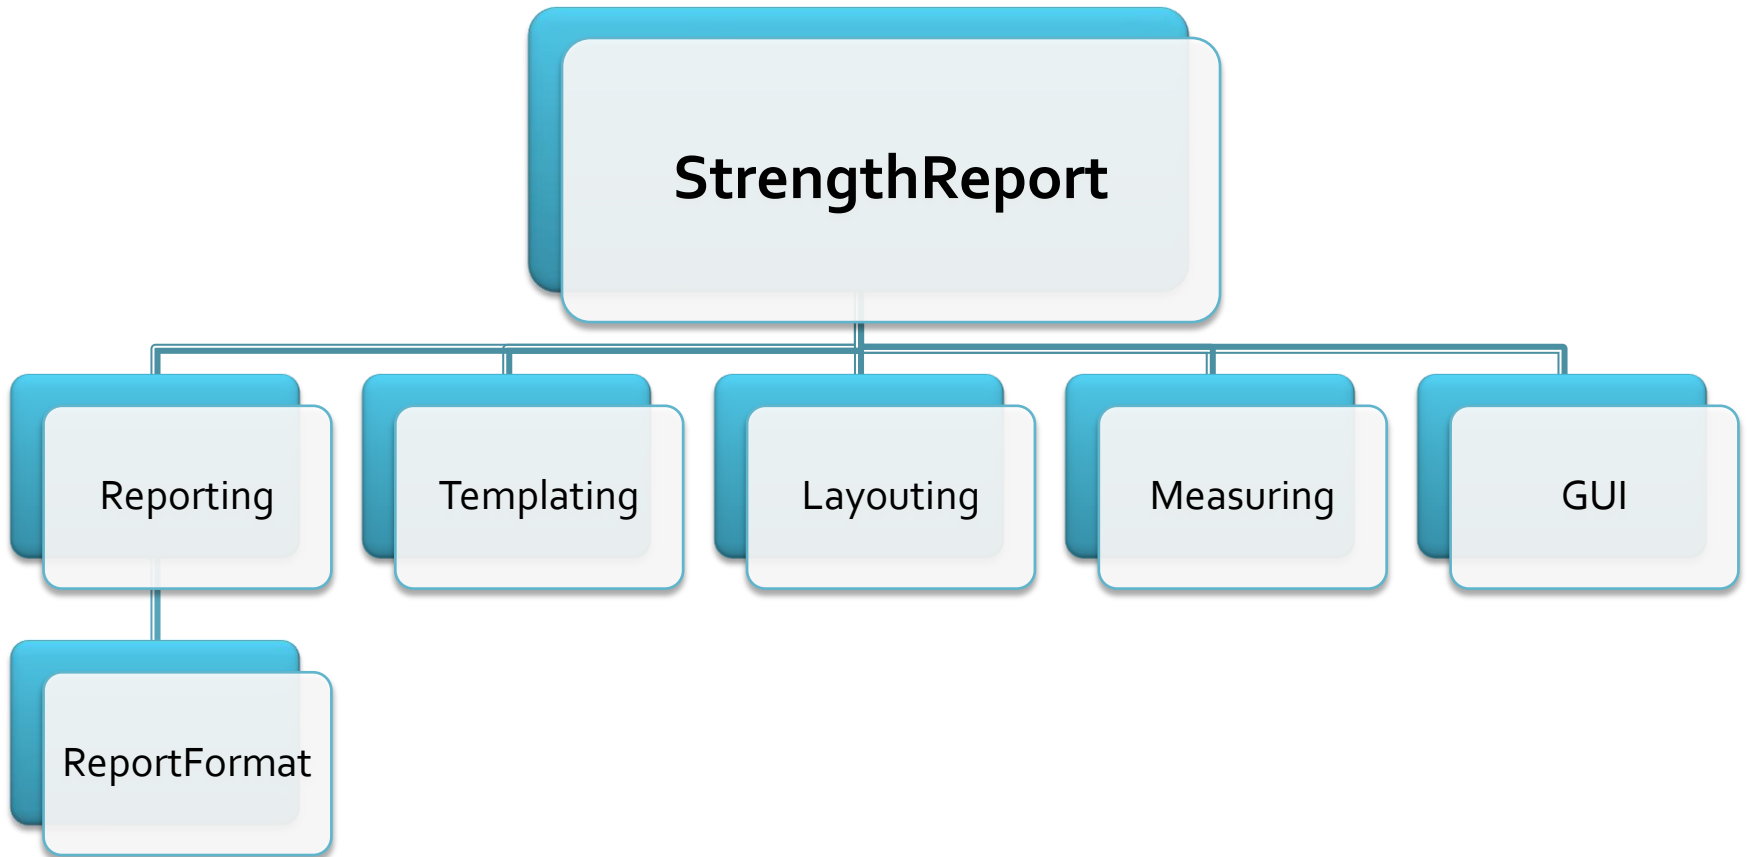 StrengthReport
Reporting
Templating
Layouting
Measuring
GUI
ReportFormat